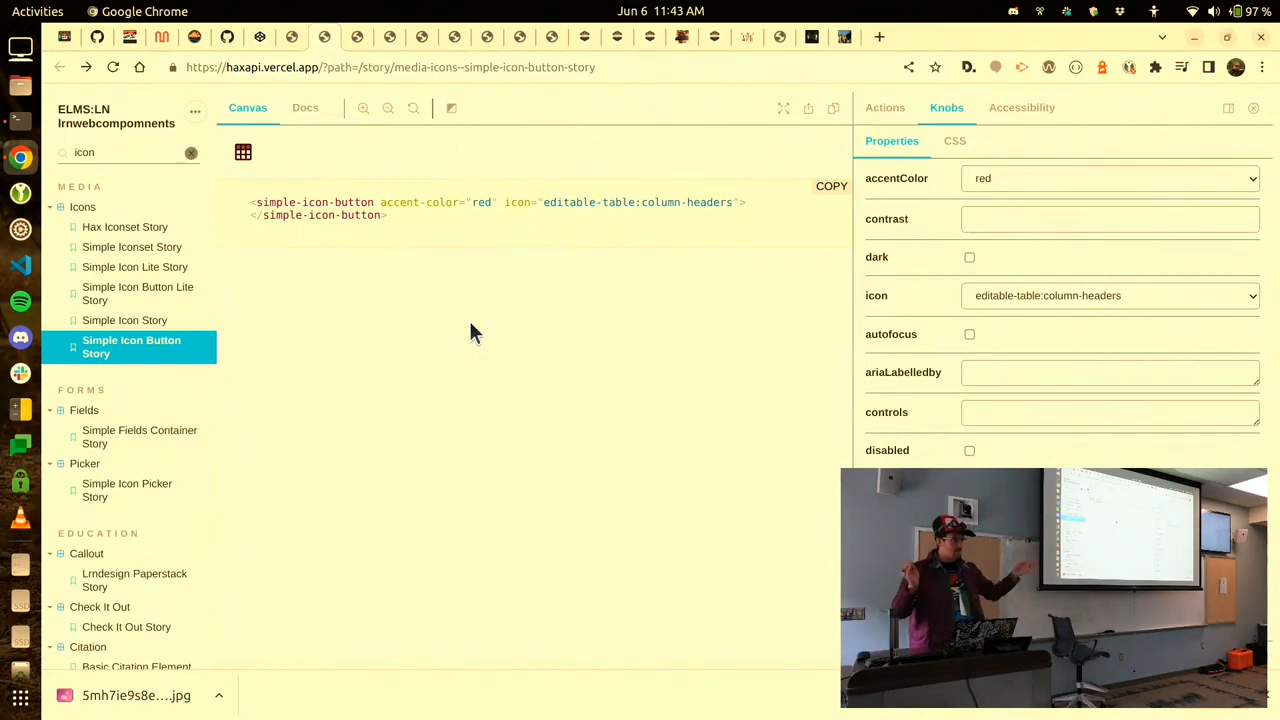 Activities
Google Chrome
Jun 6 11:43 AM
97 %
https://haxapi.vercel.app/?path=/story/media-icons--simple-icon-button-story
ELMS:LN
lrnwebcompomnents
icon
MEDIA
Icons
Hax Iconset Story
Simple Iconset Story
Simple Icon Lite Story
Simple Icon Button Lite
Story
Simple Icon Story
Simple Icon Button
Story
FORMS
Fields
Simple Fields Container
Story
Picker
Simple Icon Picker
Story
EDUCATION
Callout
Lrndesign Paperstack
Story
Check It Out
Check It Out Story
Citation
Basic Citation Element
Canvas
Docs
COPY
<simple-icon-button accent-color="red" icon="editable-table:column-headers">
</simple-icon-button>
Actions
Knobs
Accessibility
Properties
CSS
accentColor
red
contrast
dark
icon
editable-table:column-headers
autofocus
ariaLabelledby
controls
disabled
5mh7ie9s8e....jpg